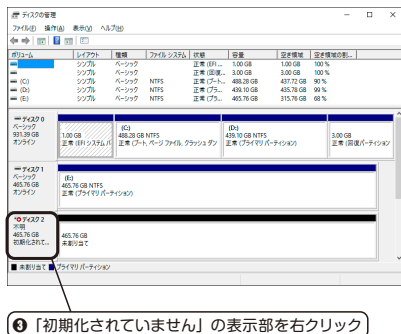 ディスクの管理
ファイル(F) 操作(A) 表示(V) ヘルプ(H)
ボリューム レイアウト 種類 ファイル システム 状態 容量 空き領域 空き領域の割...
シンプル ベーシック 正常 (EFI ... 1.00 GB 1.00 GB 100 %
シンプル ベーシック 正常 (回復... 3.00 GB 3.00 GB 100 %
(C:) シンプル ベーシック NTFS 正常 (ブート... 488.28 GB 437.72 GB 90 %
(D:) シンプル ベーシック NTFS 正常 (プラ... 439.10 GB 435.78 GB 99 %
(E:) シンプル ベーシック NTFS 正常 (プラ... 465.76 GB 315.76 GB 68 %
ディスク 0
ベーシック
931.39 GB
オンライン
1.00 GB
正常 (EFI システム パ
(C:)
488.28 GB NTFS
正常 (ブート, ページ ファイル, クラッシュ ダン
(D:)
439.10 GB NTFS
正常 (プライマリ パーティション)
3.00 GB
正常 (回復パーティション)
ディスク 1
ベーシック
465.76 GB
オンライン
(E:)
465.76 GB NTFS
正常 (プライマリ パーティション)
ディスク 2
不明
465.76 GB
初期化されて...
465.76 GB
未割り当て
未割り当て プライマリ パーティション
❸「初期化されていません」の表示部を右クリック